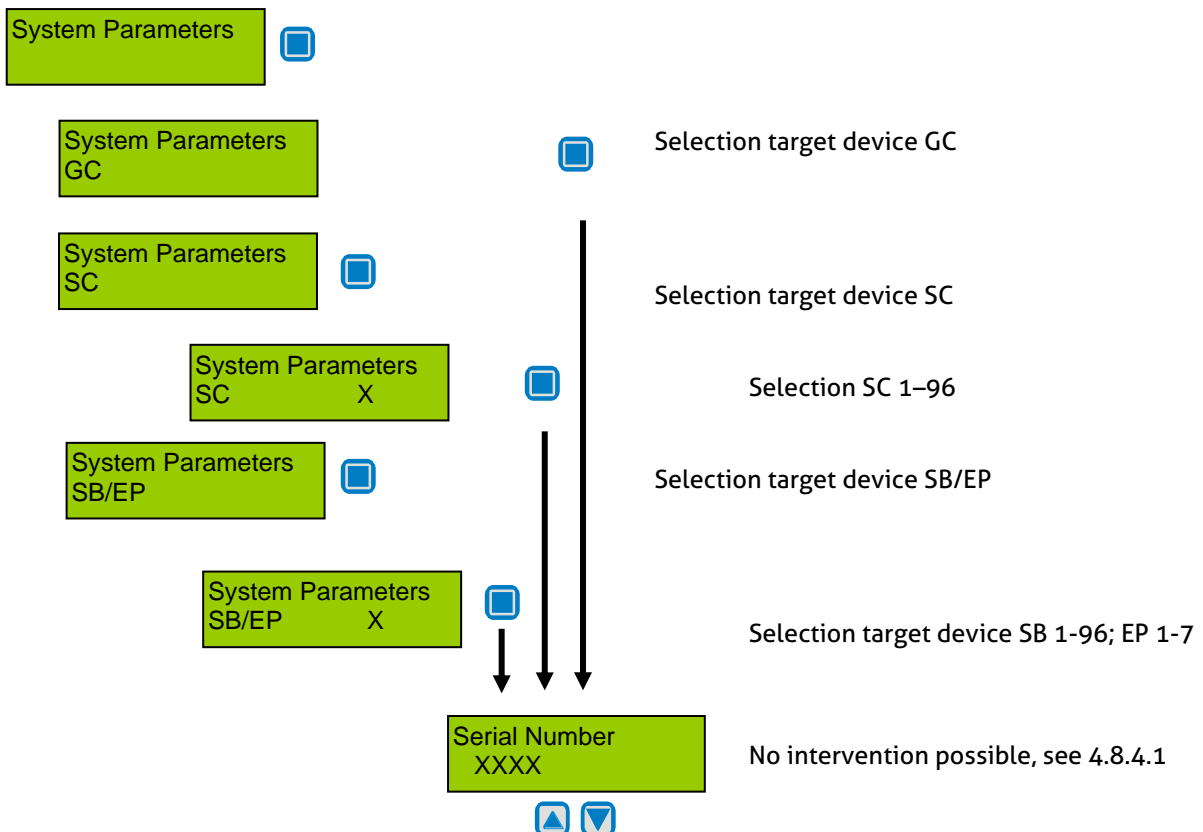 System Parameters
System Parameters
GC
Selection target device GC
System Parameters
SC
Selection target device SC
System Parameters
SC X
Selection SC 1–96
System Parameters
SB/EP
Selection target device SB/EP
System Parameters
SB/EP X
Selection target device SB 1-96; EP 1-7
Serial Number
XXXX
No intervention possible, see 4.8.4.1